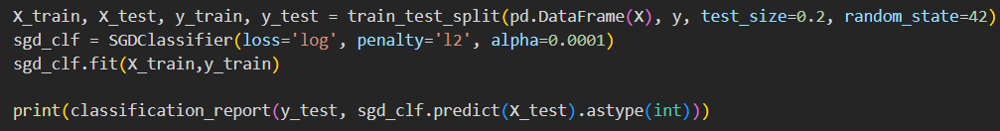 X_train, X_test, y_train, y_test = train_test_split(pd.DataFrame(X), y, test_size=0.2, random_state=42)
sgd_clf = SGDClassifier(loss='log', penalty='l2', alpha=0.0001)
sgd_clf.fit(X_train,y_train)
print(classification_report(y_test, sgd_clf.predict(X_test).astype(int)))